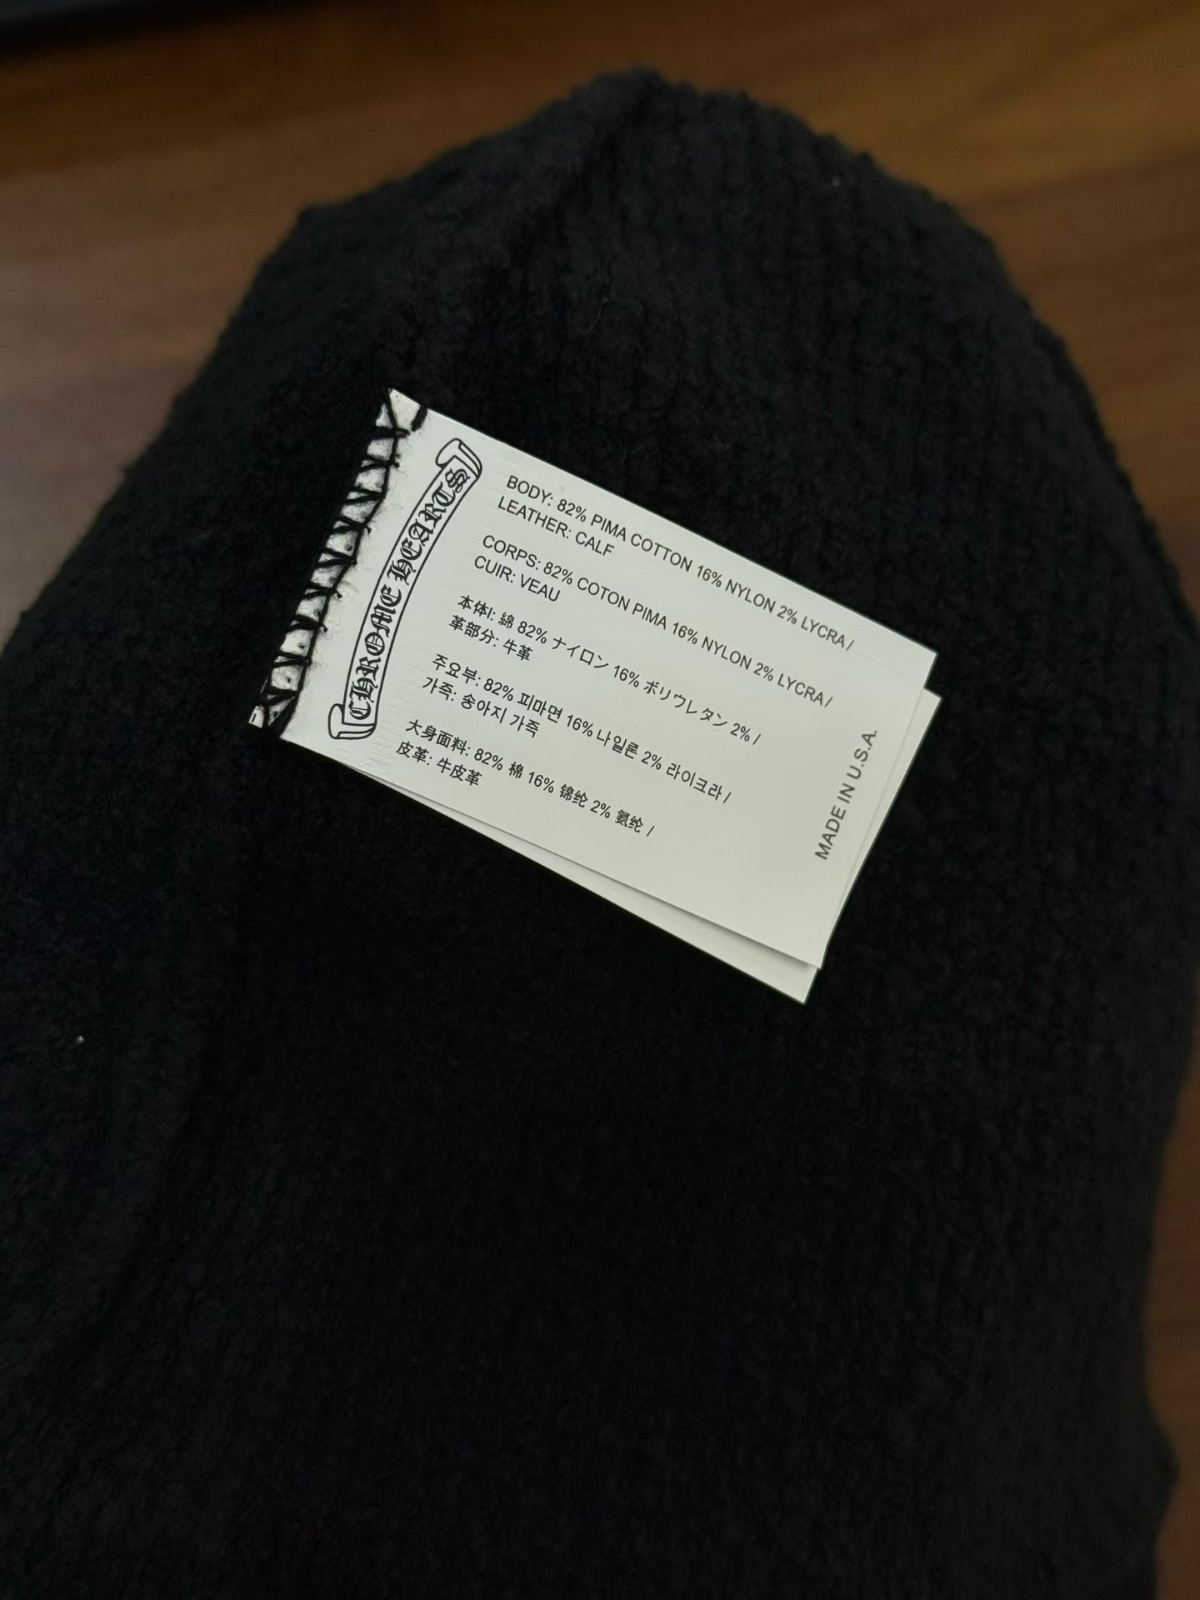 CHROME HEARTS
BODY: 82% PIMA COTTON 16% NYLON 2% LYCRA /
LEATHER: CALF
CORPS: 82% COTON PIMA 16% NYLON 2% LYCRA /
CUIR: VEAU
本体: 綿 82% ナイロン 16% ポリウレタン 2% /
革部分: 牛革
주요부: 82% 피마면 16% 나일론 2% 라이크라 /
가죽: 송아지 가죽
大身面料: 82% 棉 16% 锦纶 2% 氨纶 /
皮革: 牛皮革
MADE IN U.S.A.